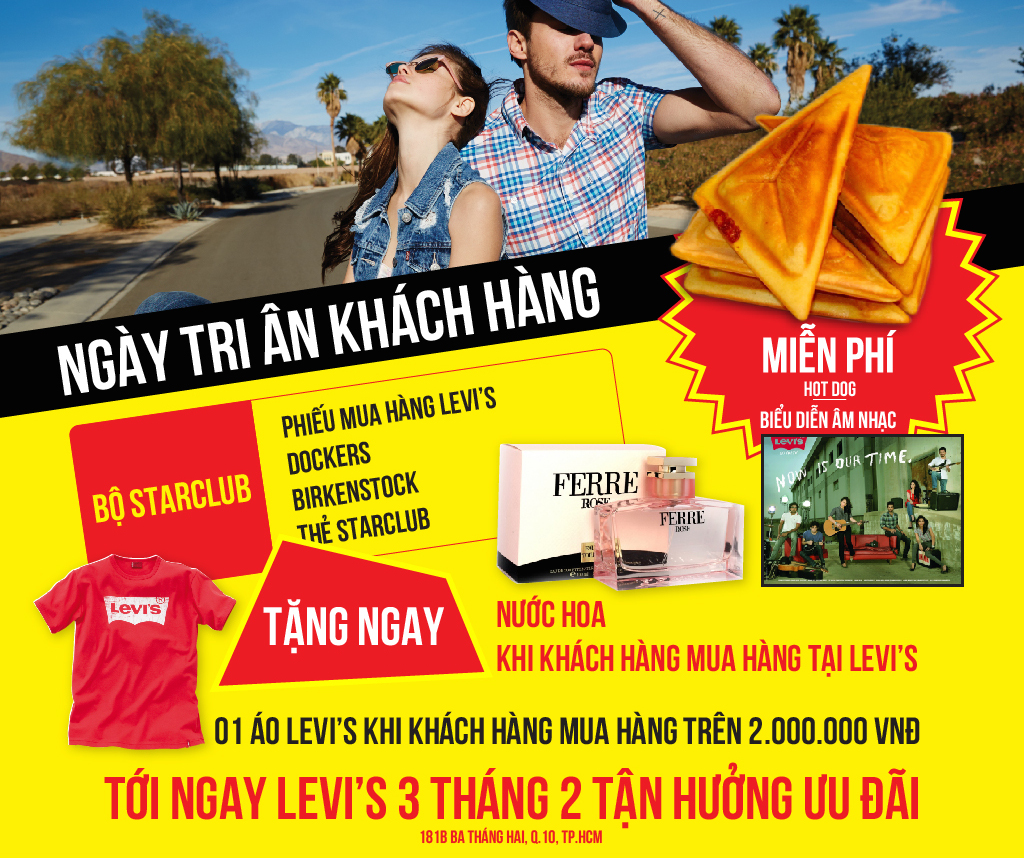 NGÀY TRI ÂN KHÁCH HÀNG
MIỄN PHÍ
HOT DOG
BIỂU DIỄN ÂM NHẠC
Levi's
NOW IS OUR TIME.
BỘ STARCLUB
PHIẾU MUA HÀNG LEVI'S
DOCKERS
BIRKENSTOCK
THẺ STARCLUB
FERRE
ROSE
FERRE
ROSE
Levi's
TẶNG NGAY
NƯỚC HOA
KHI KHÁCH HÀNG MUA HÀNG TẠI LEVI'S
01 ÁO LEVI'S KHI KHÁCH HÀNG MUA HÀNG TRÊN 2.000.000 VNĐ
TỚI NGAY LEVI'S 3 THÁNG 2 TẬN HƯỞNG ƯU ĐÃI
181B BA THÁNG HAI, Q.10, TP.HCM